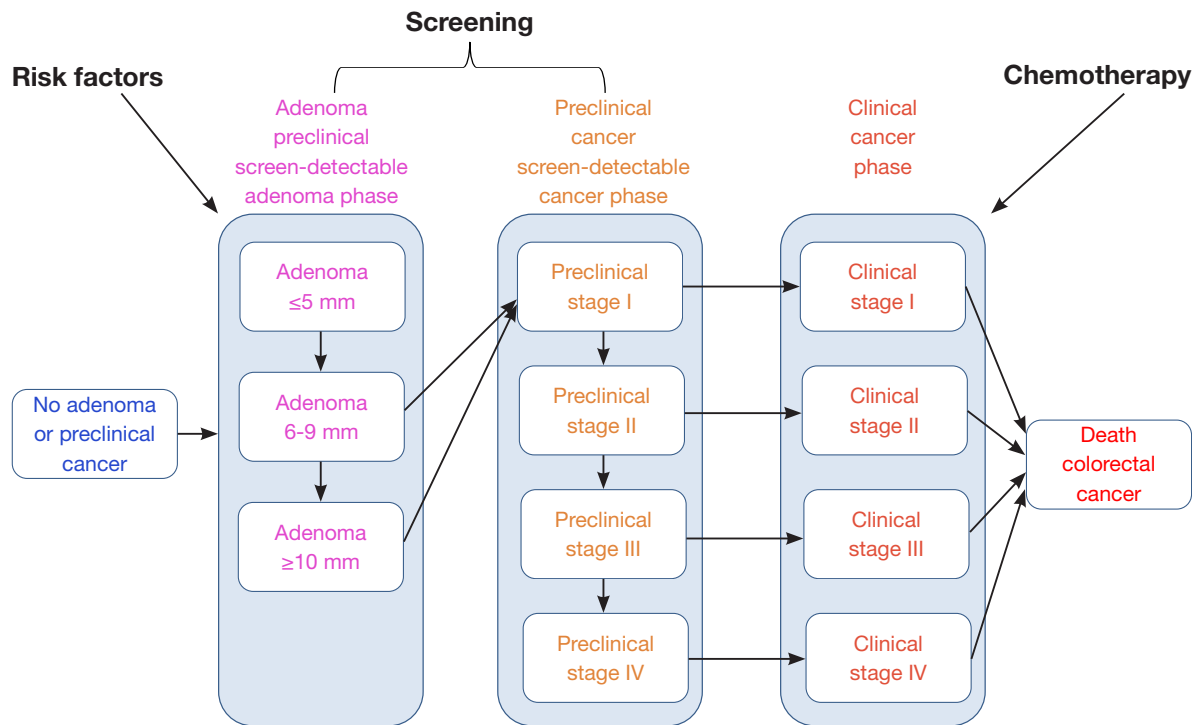 Screening
Risk factors
Chemotherapy
Adenoma
preclinical
screen-detectable
adenoma phase
Preclinical
cancer
screen-detectable
cancer phase
Clinical
cancer
phase
No adenoma
or preclinical
cancer
Adenoma
≤5 mm
Adenoma
6-9 mm
Adenoma
≥10 mm
Preclinical
stage I
Preclinical
stage II
Preclinical
stage III
Preclinical
stage IV
Clinical
stage I
Clinical
stage II
Clinical
stage III
Clinical
stage IV
Death
colorectal
cancer